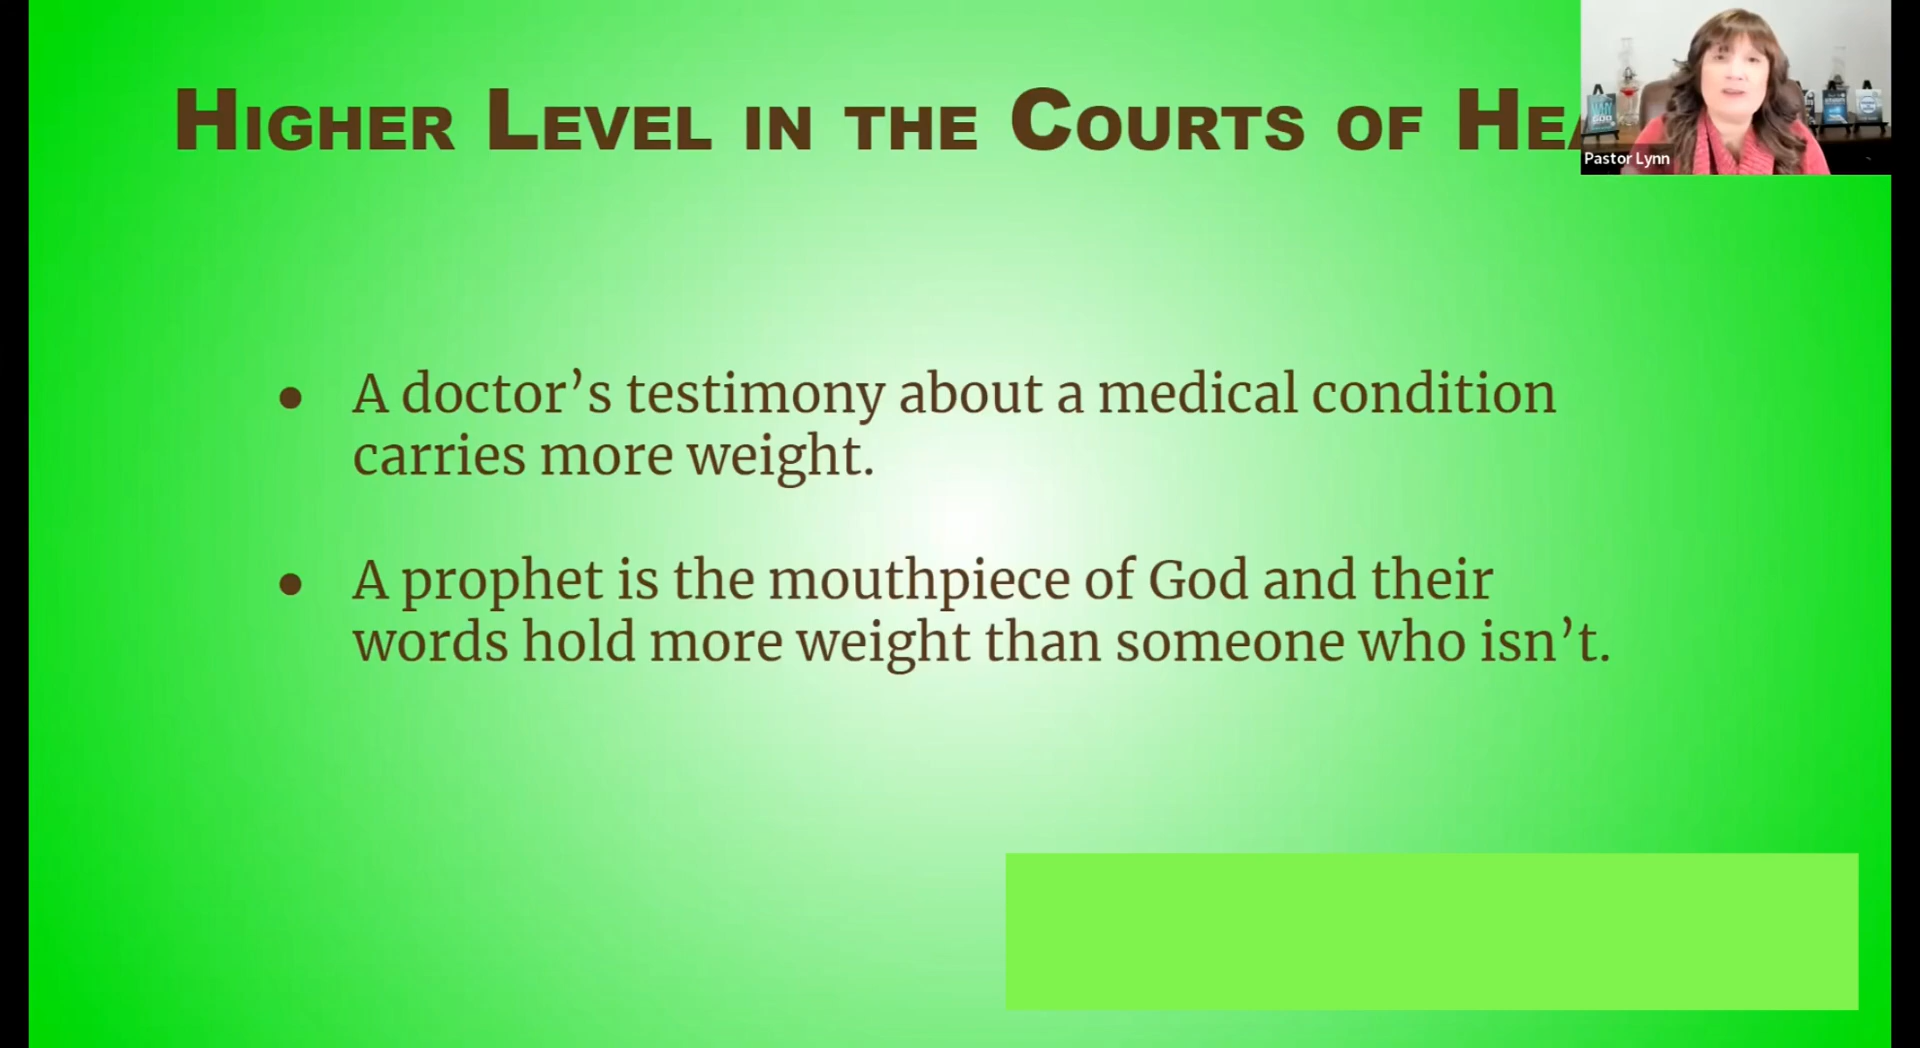 HIGHER LEVEL IN THE COURTS OF
Pastor Lynn
● A doctor’s testimony about a medical condition
carries more weight.
● A prophet is the mouthpiece of God and their
words hold more weight than someone who isn’t.